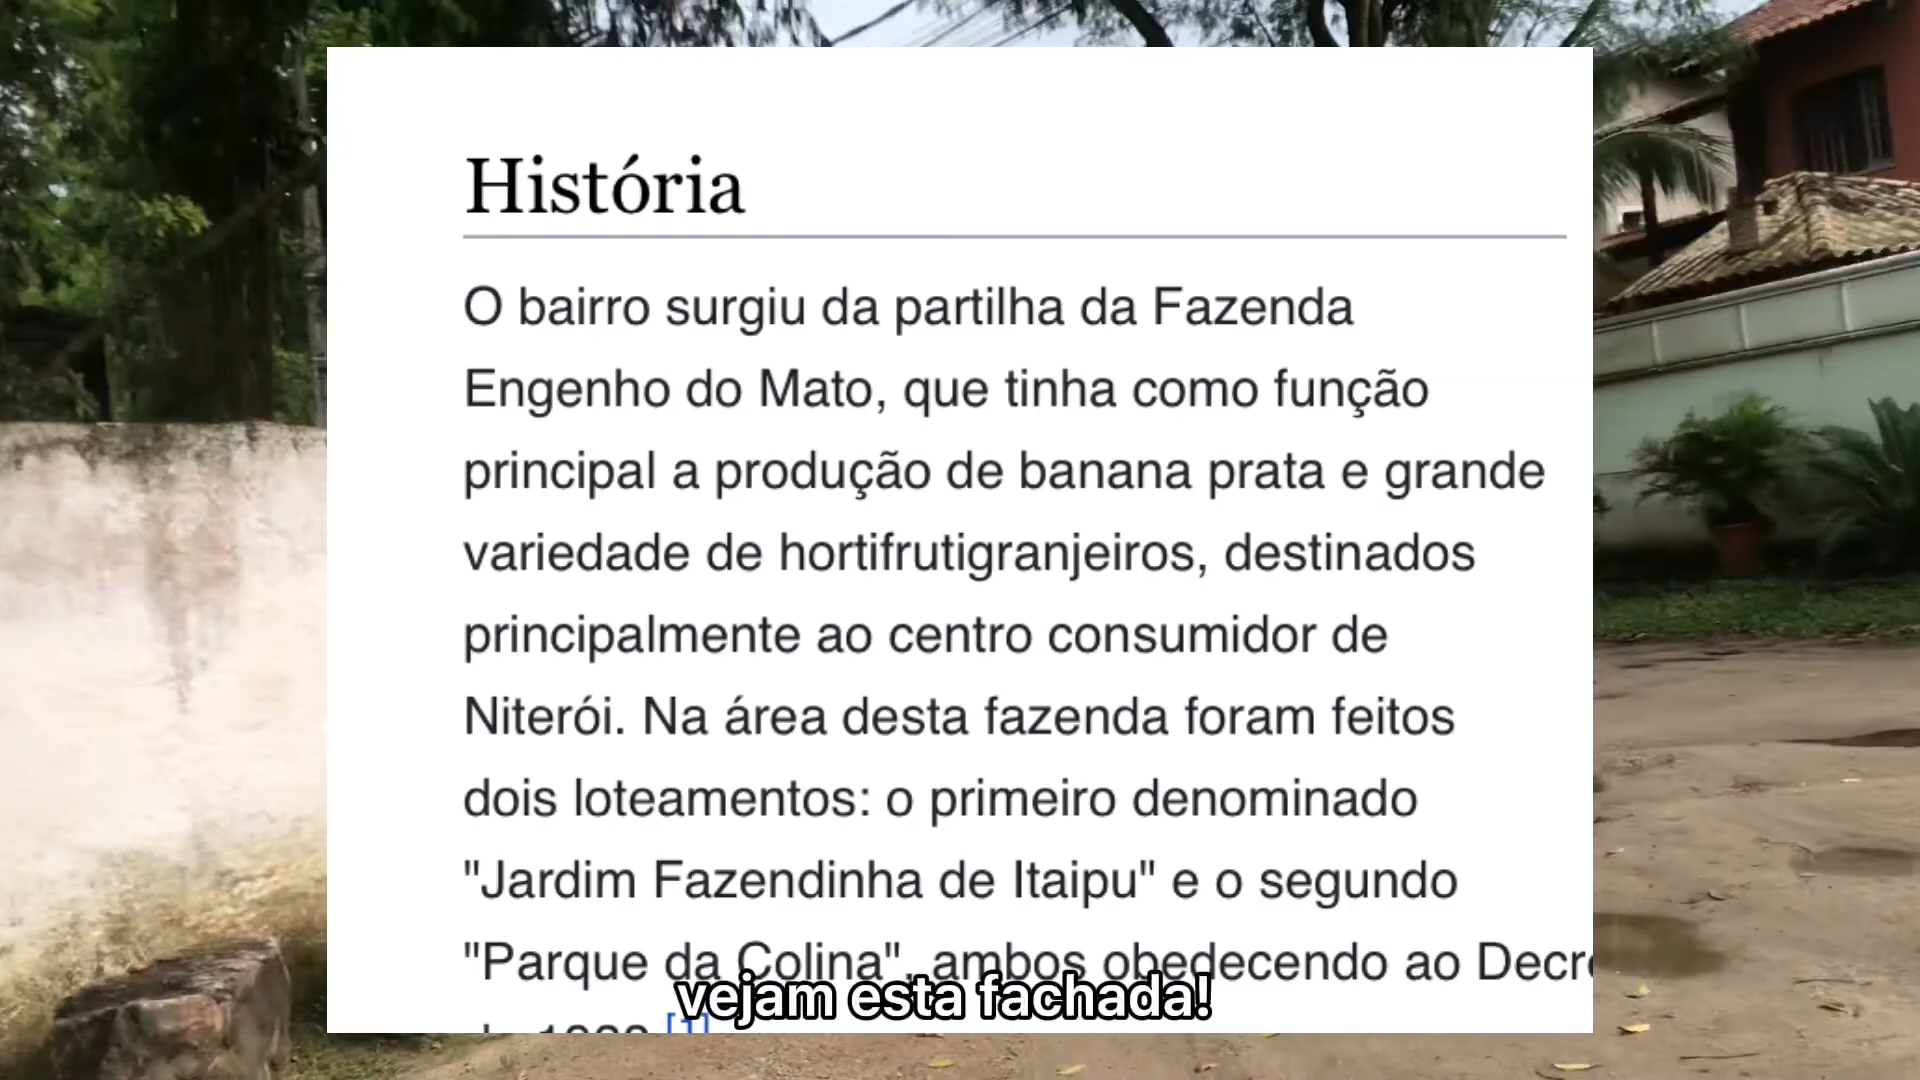 História
O bairro surgiu da partilha da Fazenda
Engenho do Mato, que tinha como função
principal a produção de banana prata e grande
variedade de hortifrutigranjeiros, destinados
principalmente ao centro consumidor de
Niterói. Na área desta fazenda foram feitos
dois loteamentos: o primeiro denominado
"Jardim Fazendinha de Itaipu" e o segundo
"Parque da Colina", ambos obedecendo ao
vejam esta fachada!
[1]